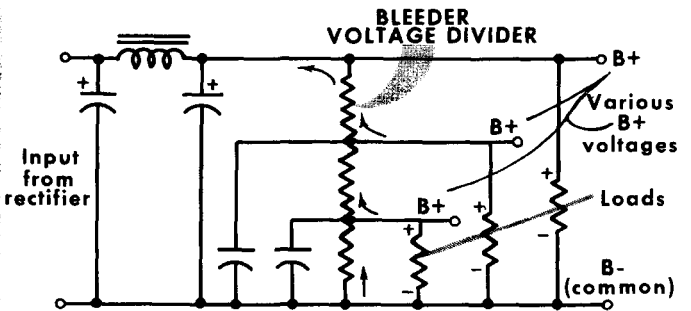 BLEEDER
VOLTAGE DIVIDER
B+
+
+
Various
B+
voltages
B+
Input
from
rectifier
+
Loads
B+
+
+
-
-
-
B-
(common)